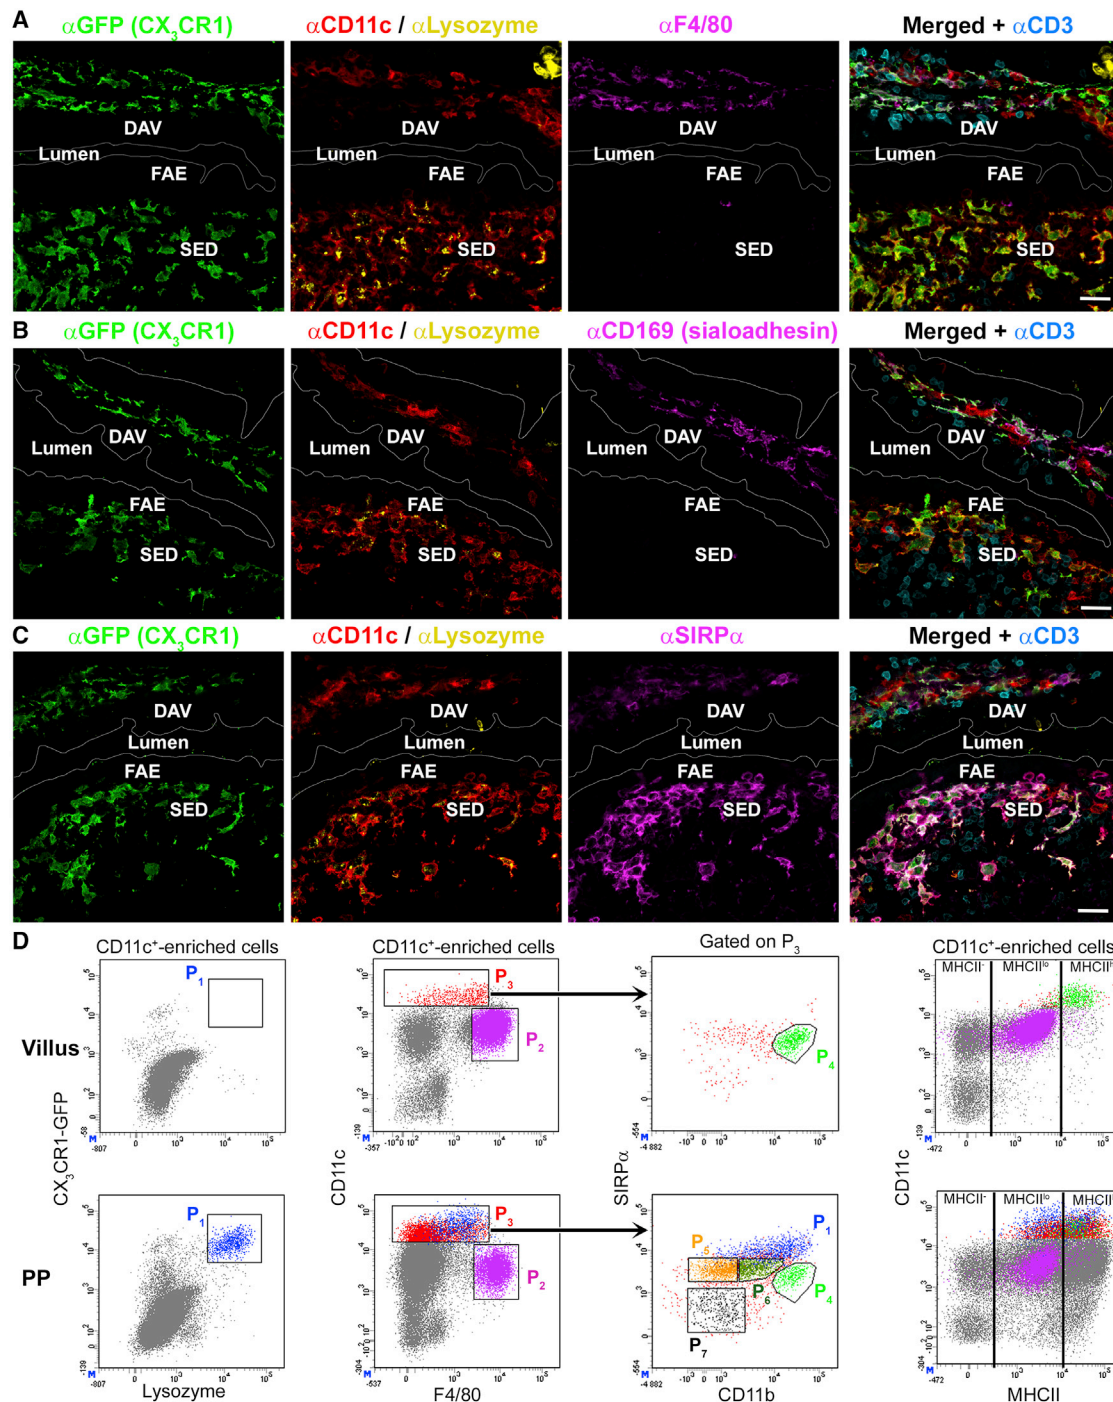 A
αGFP (CX3CR1) αCD11c / αLysozyme αF4/80 Merged + αCD3
DAV DAV DAV DAV
Lumen Lumen Lumen Lumen
FAE FAE FAE FAE
SED SED SED SED
B
αGFP (CX3CR1) αCD11c / αLysozyme αCD169 (sialoadhesin) Merged + αCD3
DAV DAV DAV DAV
Lumen Lumen Lumen Lumen
FAE FAE FAE FAE
SED SED SED SED
C
αGFP (CX3CR1) αCD11c / αLysozyme αSIRPα Merged + αCD3
DAV DAV DAV DAV
Lumen Lumen Lumen Lumen
FAE FAE FAE FAE
SED SED SED SED
D
CD11c+-enriched cells CD11c+-enriched cells Gated on P3 CD11c+-enriched cells
Villus
P1
P3
P2
P4
MHCII- MHCIIlo
PP
P1
P3
P2
P5 P1
P6 P4
P7
MHCII- MHCIIlo
CX3CR1-GFP
CD11c
SIRPα
CD11c
Lysozyme F4/80 CD11b MHCII